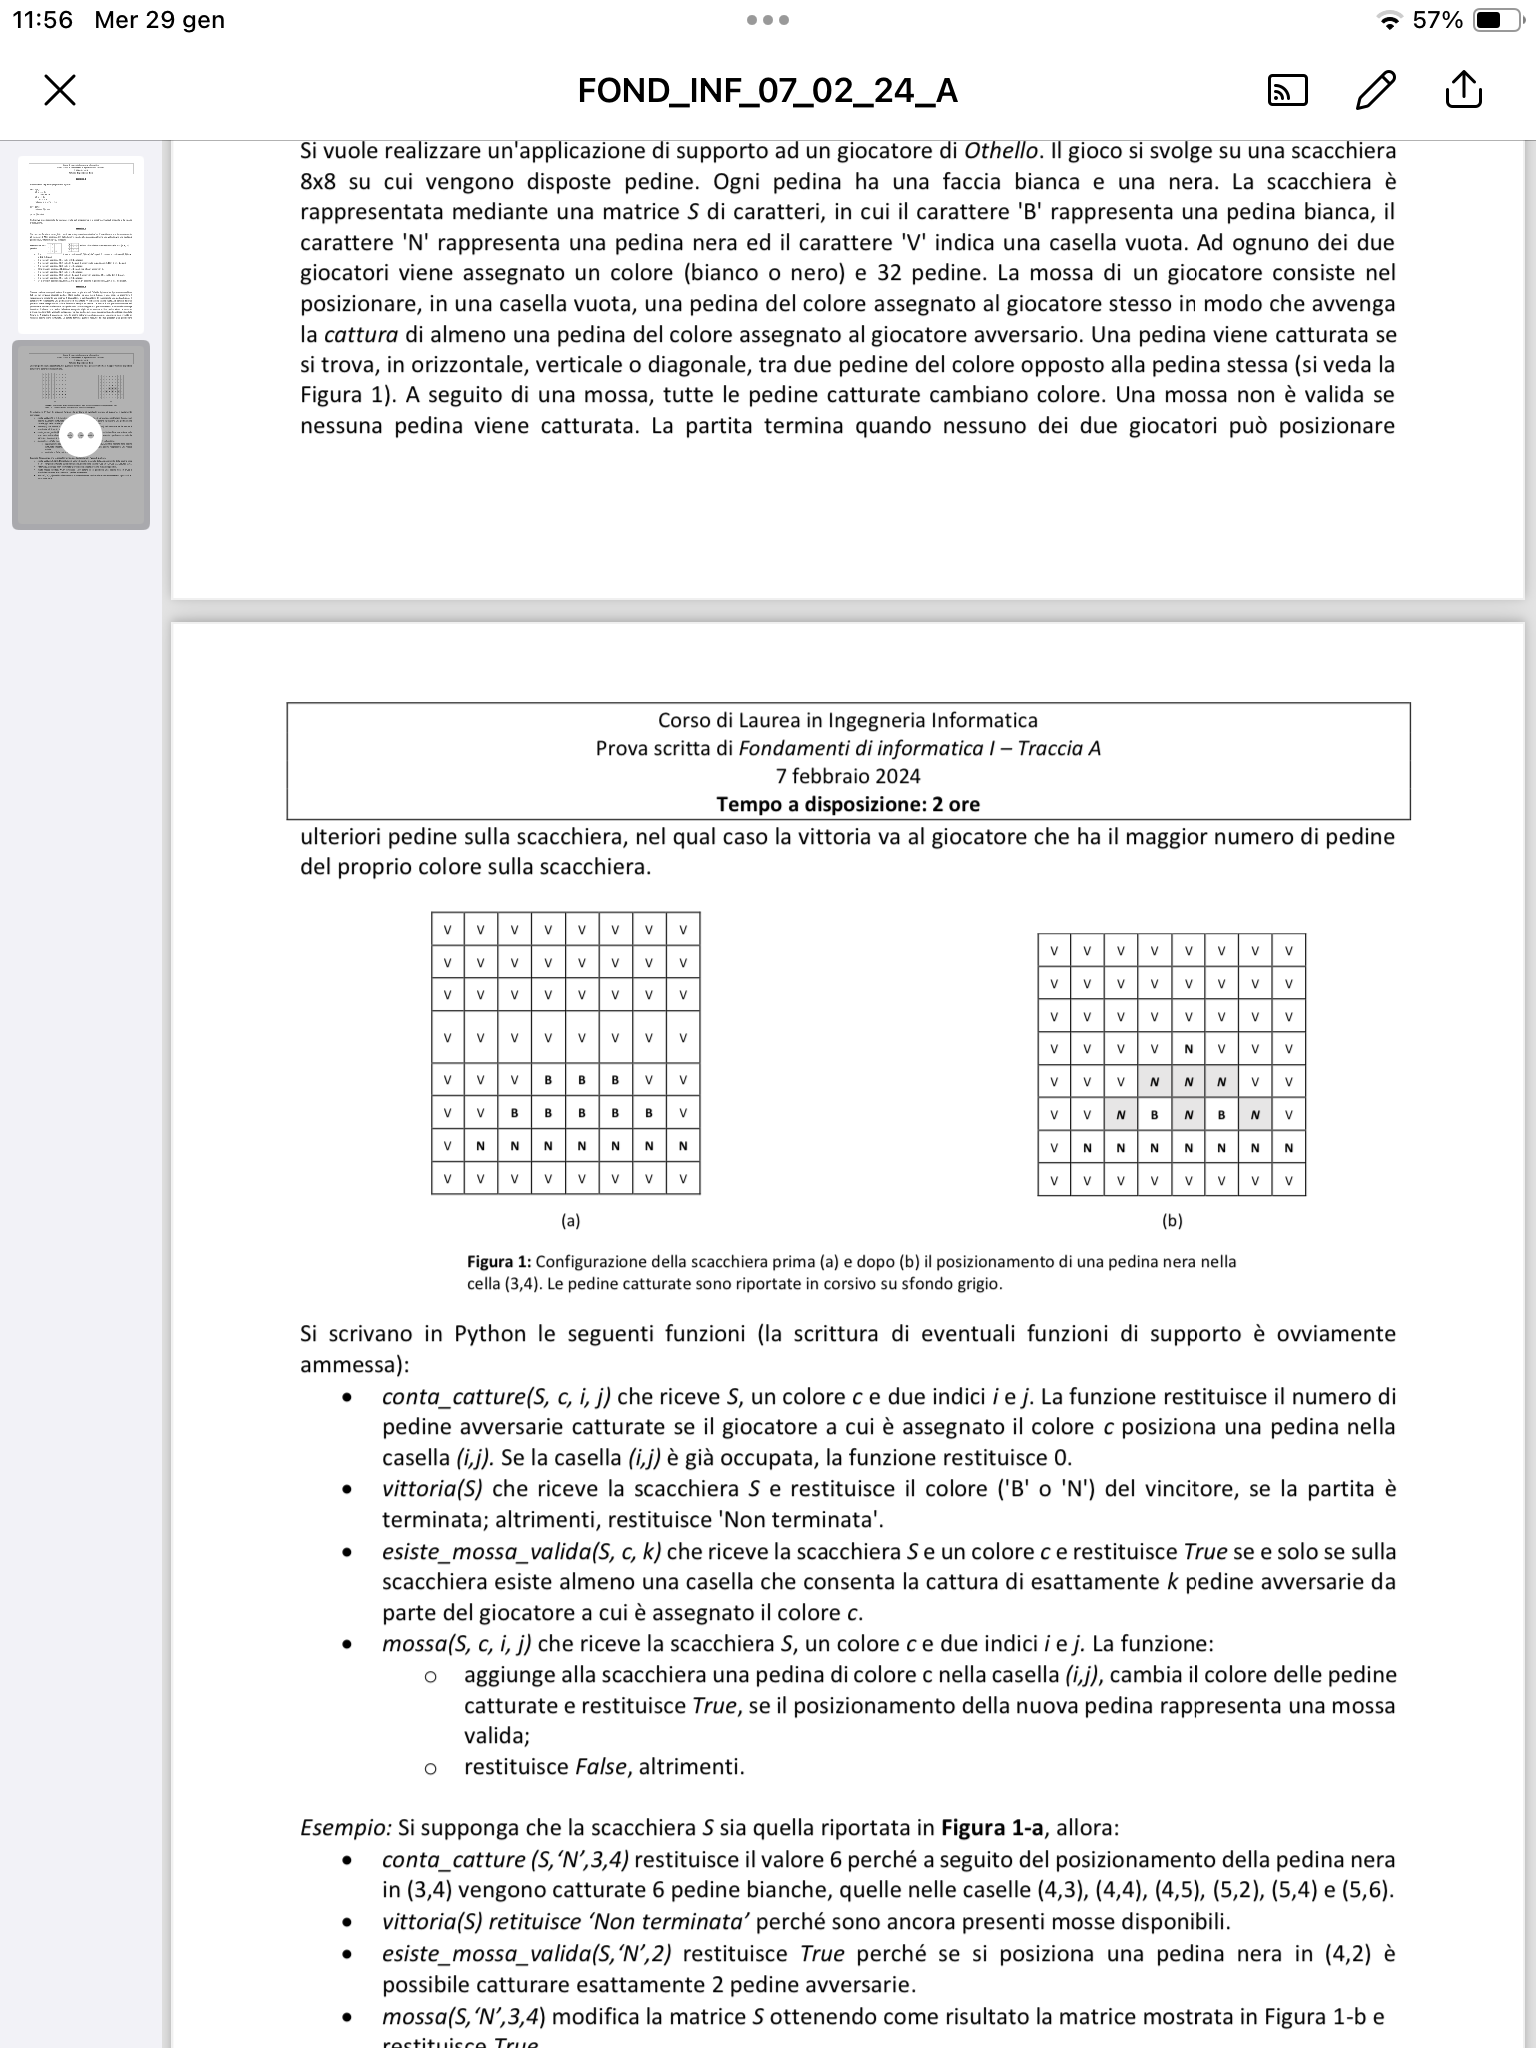 11:56 Mer 29 gen
57%
FOND_INF_07_02_24_A
Si vuole realizzare un'applicazione di supporto ad un giocatore di Othello. Il gioco si svolge su una scacchiera
8x8 su cui vengono disposte pedine. Ogni pedina ha una faccia bianca e una nera. La scacchiera è
rappresentata mediante una matrice S di caratteri, in cui il carattere 'B' rappresenta una pedina bianca, il
carattere 'N' rappresenta una pedina nera ed il carattere 'V' indica una casella vuota. Ad ognuno dei due
giocatori viene assegnato un colore (bianco o nero) e 32 pedine. La mossa di un giocatore consiste nel
posizionare, in una casella vuota, una pedina del colore assegnato al giocatore stesso in modo che avvenga
la cattura di almeno una pedina del colore assegnato al giocatore avversario. Una pedina viene catturata se
si trova, in orizzontale, verticale o diagonale, tra due pedine del colore opposto alla pedina stessa (si veda la
Figura 1). A seguito di una mossa, tutte le pedine catturate cambiano colore. Una mossa non è valida se
nessuna pedina viene catturata. La partita termina quando nessuno dei due giocatori può posizionare
Corso di Laurea in Ingegneria Informatica
Prova scritta di Fondamenti di informatica I – Traccia A
7 febbraio 2024
Tempo a disposizione: 2 ore
ulteriori pedine sulla scacchiera, nel qual caso la vittoria va al giocatore che ha il maggior numero di pedine
del proprio colore sulla scacchiera.
V V V V V V V V
V V V V V V V V
V V V V V V V V
V V V V V V V V
V V V B B B V V
V V B B B B B V
V N N N N N N N
V V V V V V V V
(a)
V V V V V V V V
V V V V V V V V
V V V V V V V V
V V V V N V V V
V V V N N N V V
V V N B N B N V
V N N N N N N N
V V V V V V V V
(b)
Figura 1: Configurazione della scacchiera prima (a) e dopo (b) il posizionamento di una pedina nera nella
cella (3,4). Le pedine catturate sono riportate in corsivo su sfondo grigio.
Si scrivano in Python le seguenti funzioni (la scrittura di eventuali funzioni di supporto è ovviamente
ammessa):
• conta_catture(S, c, i, j) che riceve S, un colore c e due indici i e j. La funzione restituisce il numero di
pedine avversarie catturate se il giocatore a cui è assegnato il colore c posiziona una pedina nella
casella (i,j). Se la casella (i,j) è già occupata, la funzione restituisce 0.
• vittoria(S) che riceve la scacchiera S e restituisce il colore ('B' o 'N') del vincitore, se la partita è
terminata; altrimenti, restituisce 'Non terminata'.
• esiste_mossa_valida(S, c, k) che riceve la scacchiera S e un colore c e restituisce True se e solo se sulla
scacchiera esiste almeno una casella che consenta la cattura di esattamente k pedine avversarie da
parte del giocatore a cui è assegnato il colore c.
• mossa(S, c, i, j) che riceve la scacchiera S, un colore c e due indici i e j. La funzione:
o aggiunge alla scacchiera una pedina di colore c nella casella (i,j), cambia il colore delle pedine
catturate e restituisce True, se il posizionamento della nuova pedina rappresenta una mossa
valida;
o restituisce False, altrimenti.
Esempio: Si supponga che la scacchiera S sia quella riportata in Figura 1-a, allora:
• conta_catture (S,‘N’,3,4) restituisce il valore 6 perché a seguito del posizionamento della pedina nera
in (3,4) vengono catturate 6 pedine bianche, quelle nelle caselle (4,3), (4,4), (4,5), (5,2), (5,4) e (5,6).
• vittoria(S) retituisce ‘Non terminata’ perché sono ancora presenti mosse disponibili.
• esiste_mossa_valida(S,‘N’,2) restituisce True perché se si posiziona una pedina nera in (4,2) è
possibile catturare esattamente 2 pedine avversarie.
• mossa(S,‘N’,3,4) modifica la matrice S ottenendo come risultato la matrice mostrata in Figura 1-b e
restituisce True